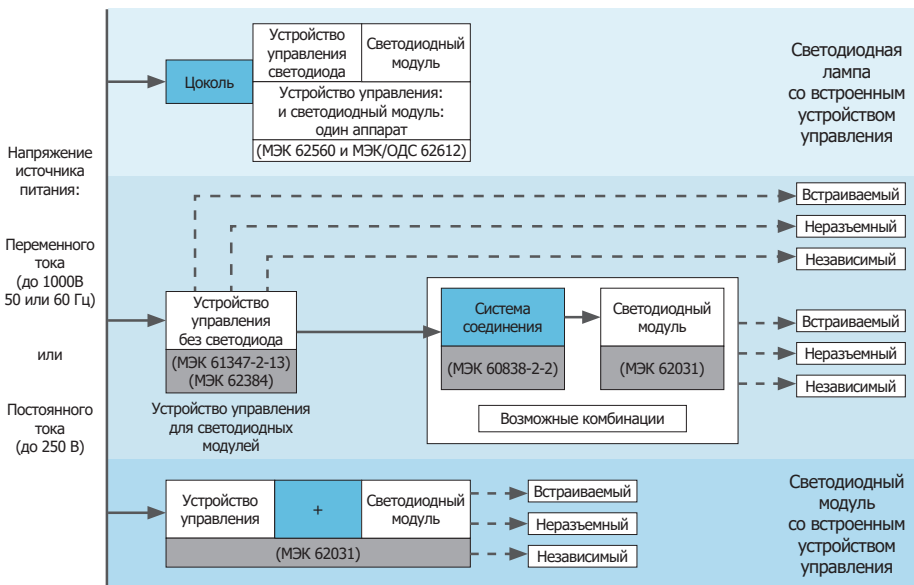 Напряжение
источника
питания:
Переменного
тока
(до 1000В
50 или 60 Гц)
или
Постоянного
тока
(до 250 В)
Цоколь
Устройство
управления
светодиода
Светодиодный
модуль
Устройство управления:
и светодиодный модуль:
один аппарат
(МЭК 62560 и МЭК/ОДС 62612)
Светодиодная
лампа
со встроенным
устройством
управления
Встраиваемый
Неразъемный
Независимый
Устройство
управления
без светодиода
(МЭК 61347-2-13)
(МЭК 62384)
Устройство управления
для светодиодных
модулей
Система
соединения
(МЭК 60838-2-2)
Светодиодный
модуль
(МЭК 62031)
Возможные комбинации
Встраиваемый
Неразъемный
Независимый
Устройство
управления
+
Светодиодный
модуль
(МЭК 62031)
Встраиваемый
Неразъемный
Независимый
Светодиодный
модуль
со встроенным
устройством
управления